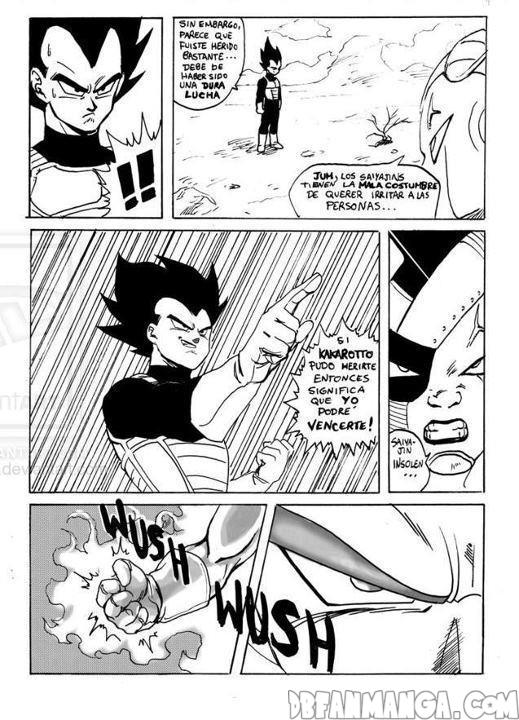 !!
SIN EMBARGO,
PARECE QUE
FUISTE HERIDO
BASTANTE...
DEBE DE
HABER SIDO
UNA DURA
LUCHA
JUH, LOS SAIYAJINS
TIENEN LA MALA COSTUMBRE
DE QUERER IRRITAR A LAS
PERSONAS...
SI
KAKAROTTO
PUDO HERIRTE
ENTONCES
SIGNIFICA
QUE YO
PODRÉ
VENCERTE!
SAIYA-
JIN
INSOLEN
...
WUSH
WUSH
DBFANMANGA.COM